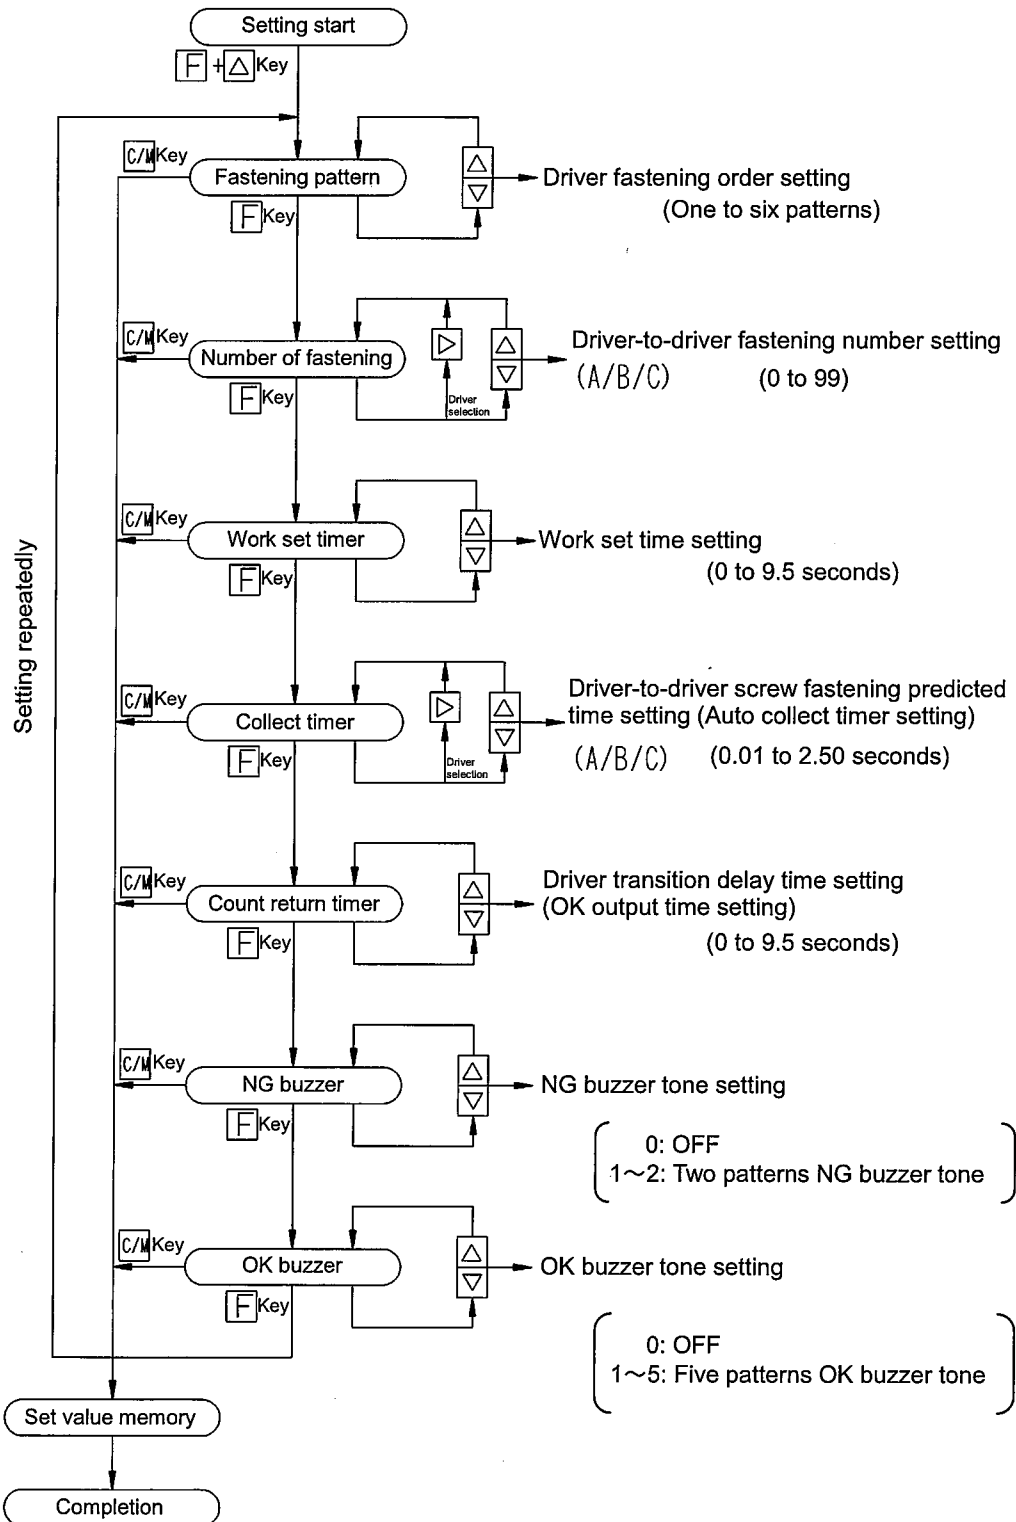 Setting start
F + △ Key
C/M Key
Fastening pattern
F Key
△
▽
Driver fastening order setting
(One to six patterns)
C/M Key
Number of fastening
F Key
▷
Driver
selection
△
▽
Driver-to-driver fastening number setting
(A/B/C) (0 to 99)
C/M Key
Work set timer
F Key
△
▽
Work set time setting
(0 to 9.5 seconds)
Setting repeatedly
C/M Key
Collect timer
F Key
▷
Driver
selection
△
▽
Driver-to-driver screw fastening predicted
time setting (Auto collect timer setting)
(A/B/C) (0.01 to 2.50 seconds)
C/M Key
Count return timer
F Key
△
▽
Driver transition delay time setting
(OK output time setting)
(0 to 9.5 seconds)
C/M Key
NG buzzer
F Key
△
▽
NG buzzer tone setting
0: OFF
1～2: Two patterns NG buzzer tone
C/M Key
OK buzzer
F Key
△
▽
OK buzzer tone setting
0: OFF
1～5: Five patterns OK buzzer tone
Set value memory
Completion